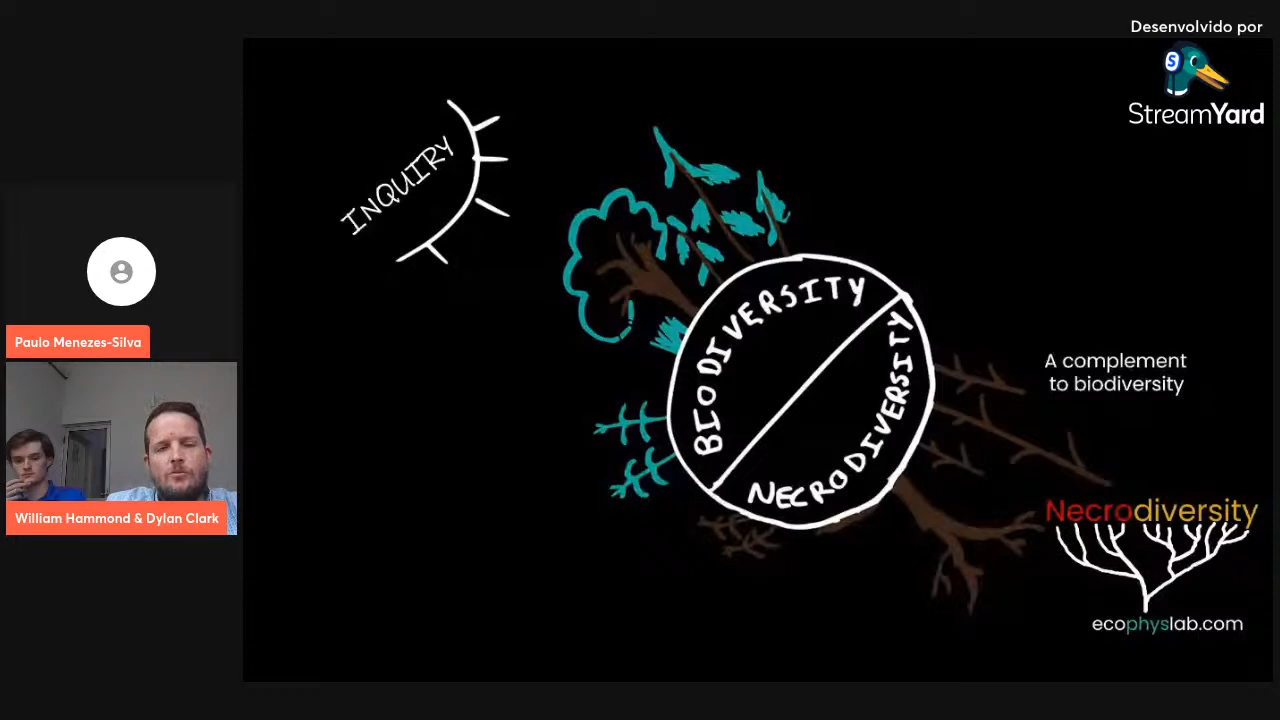 Desenvolvido por
StreamYard
INQUIRY
BIODIVERSITY
NECRODIVERSITY
A complement
to biodiversity
Necrodiversity
ecophyslab.com
Paulo Menezes-Silva
William Hammond & Dylan Clark